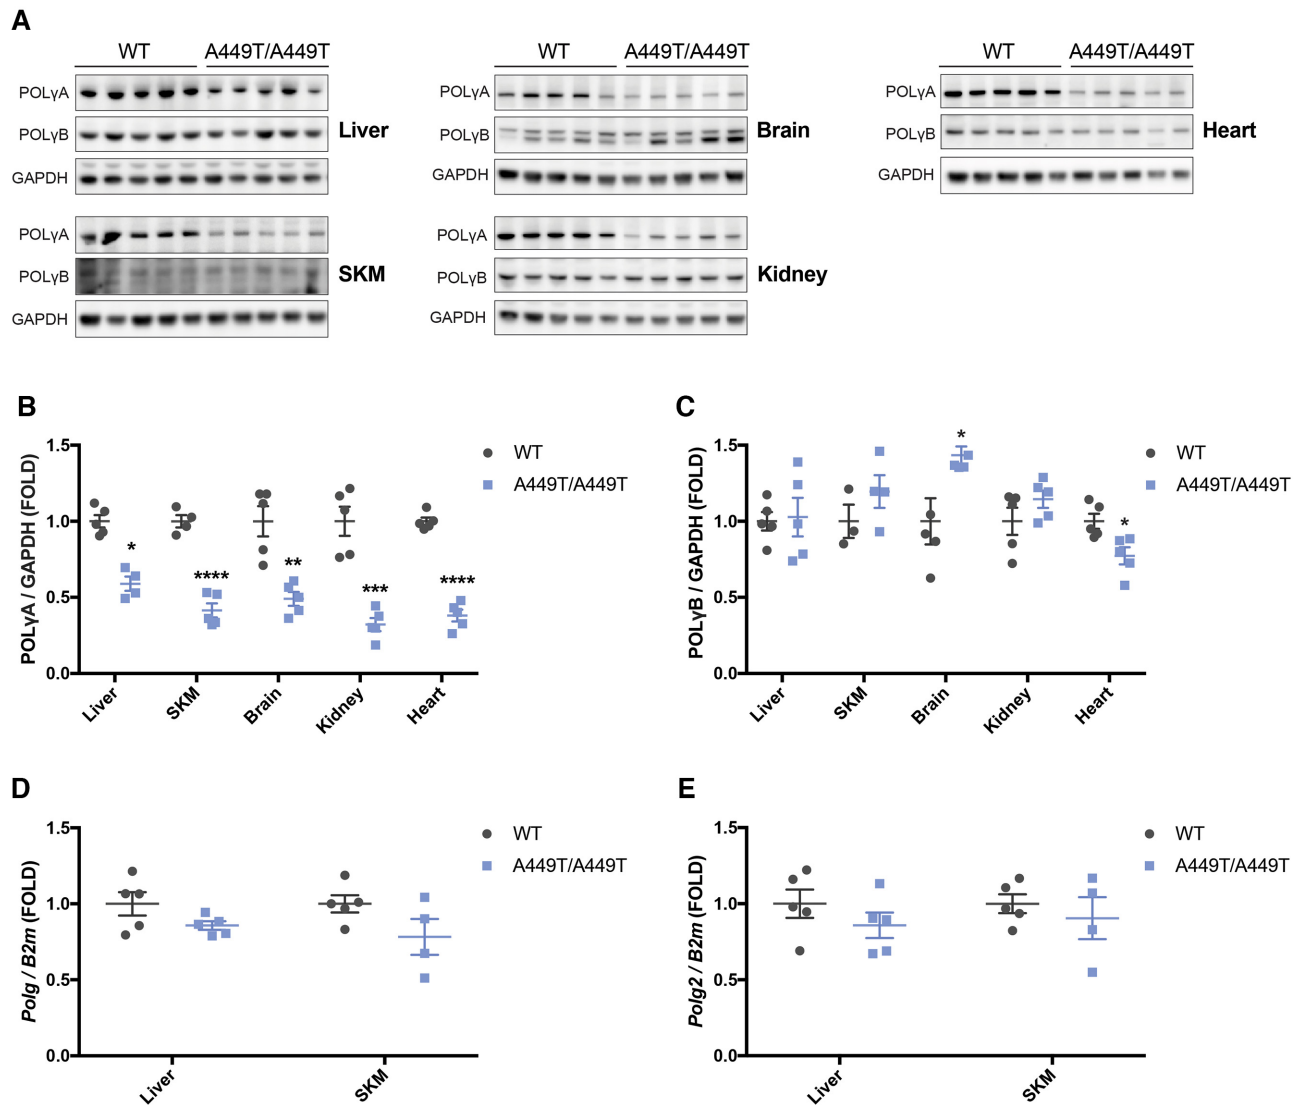 A
WT A449T/A449T
POLγA
POLγB
GAPDH
Liver
WT A449T/A449T
POLγA
POLγB
GAPDH
Brain
WT A449T/A449T
POLγA
POLγB
GAPDH
Heart
POLγA
POLγB
GAPDH
SKM
POLγA
POLγB
GAPDH
Kidney
B
POLγA / GAPDH (FOLD)
1.5
1.0
0.5
0.0
*
****
**
***
****
Liver
SKM
Brain
Kidney
Heart
WT
A449T/A449T
C
POLγB / GAPDH (FOLD)
1.5
1.0
0.5
0.0
*
*
Liver
SKM
Brain
Kidney
Heart
WT
A449T/A449T
D
Polg / B2m (FOLD)
1.5
1.0
0.5
0.0
Liver
SKM
WT
A449T/A449T
E
Polg2 / B2m (FOLD)
1.5
1.0
0.5
0.0
Liver
SKM
WT
A449T/A449T